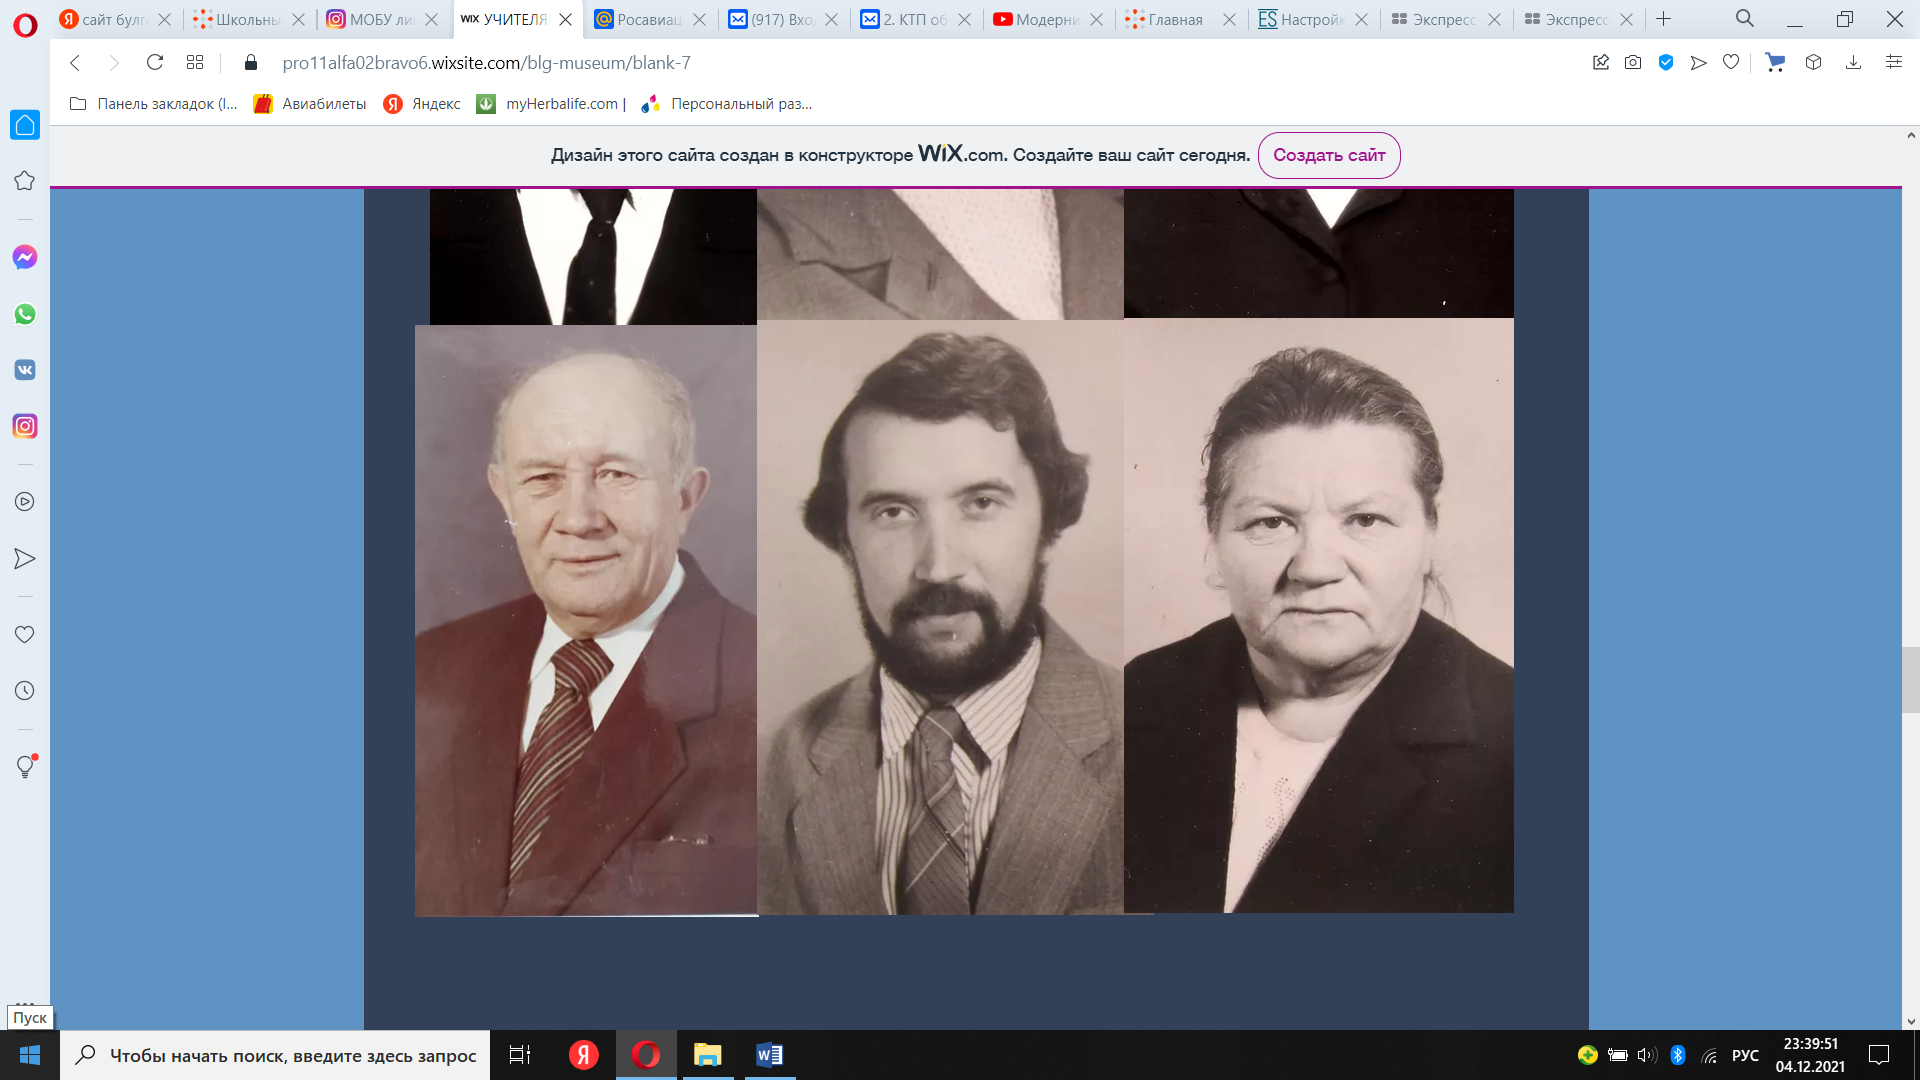 сайт булга
Школьны
МОБУ ли
WiX УЧИТЕЛЯ
Росавиац
(917) Вхо
2. КТП об
Модерни
Главная
ES Настройк
Экспресс
Экспресс
pro11alfa02bravo6.wixsite.com/blg-museum/blank-7
Панель закладок (I...
Авиабилеты
Я Яндекс
myHerbalife.com |
Персональный раз...
Дизайн этого сайта создан в конструкторе WiX.com. Создайте ваш сайт сегодня.
Создать сайт
Пуск
Чтобы начать поиск, введите здесь запрос
РУС
23:39:51
04.12.2021